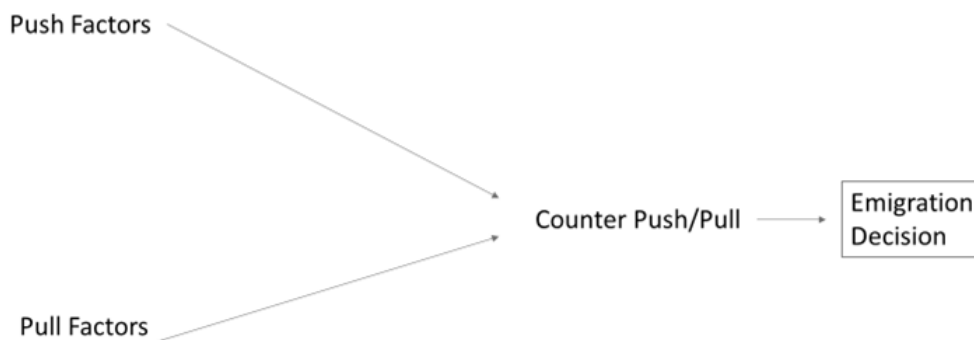 Push Factors
Counter Push/Pull
Emigration
Decision
Pull Factors